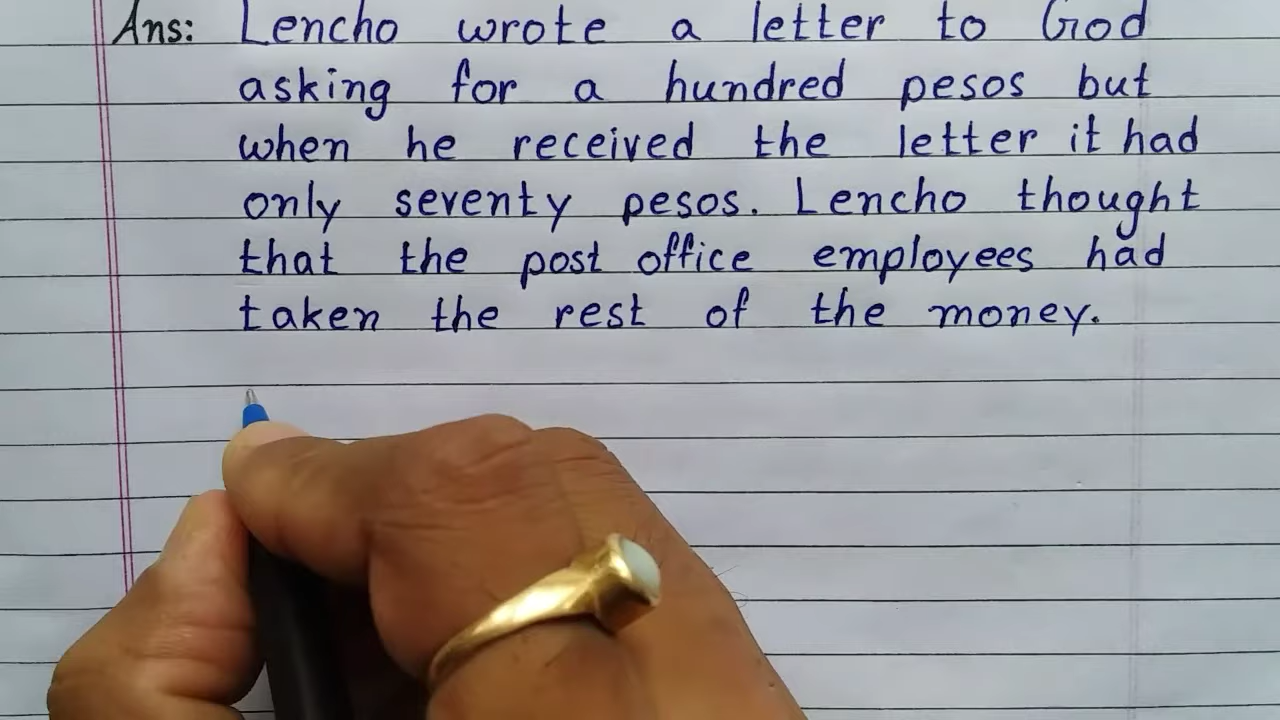 Ans: Lencho wrote a letter to God
asking for a hundred pesos but
when he received the letter it had
only seventy pesos. Lencho thought
that the post office employees had
taken the rest of the money.